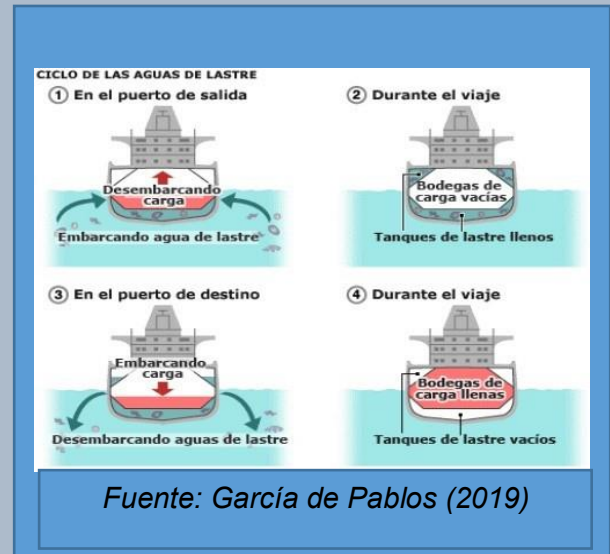 CICLO DE LAS AGUAS DE LASTRE
1 En el puerto de salida
Desembarcando
carga
Embarcando agua de lastre
2 Durante el viaje
Bodegas de
carga vacías
Tanques de lastre llenos
3 En el puerto de destino
Embarcando
carga
Desembarcando aguas de lastre
4 Durante el viaje
Bodegas de
carga llenas
Tanques de lastre vacíos
Fuente: García de Pablos (2019)